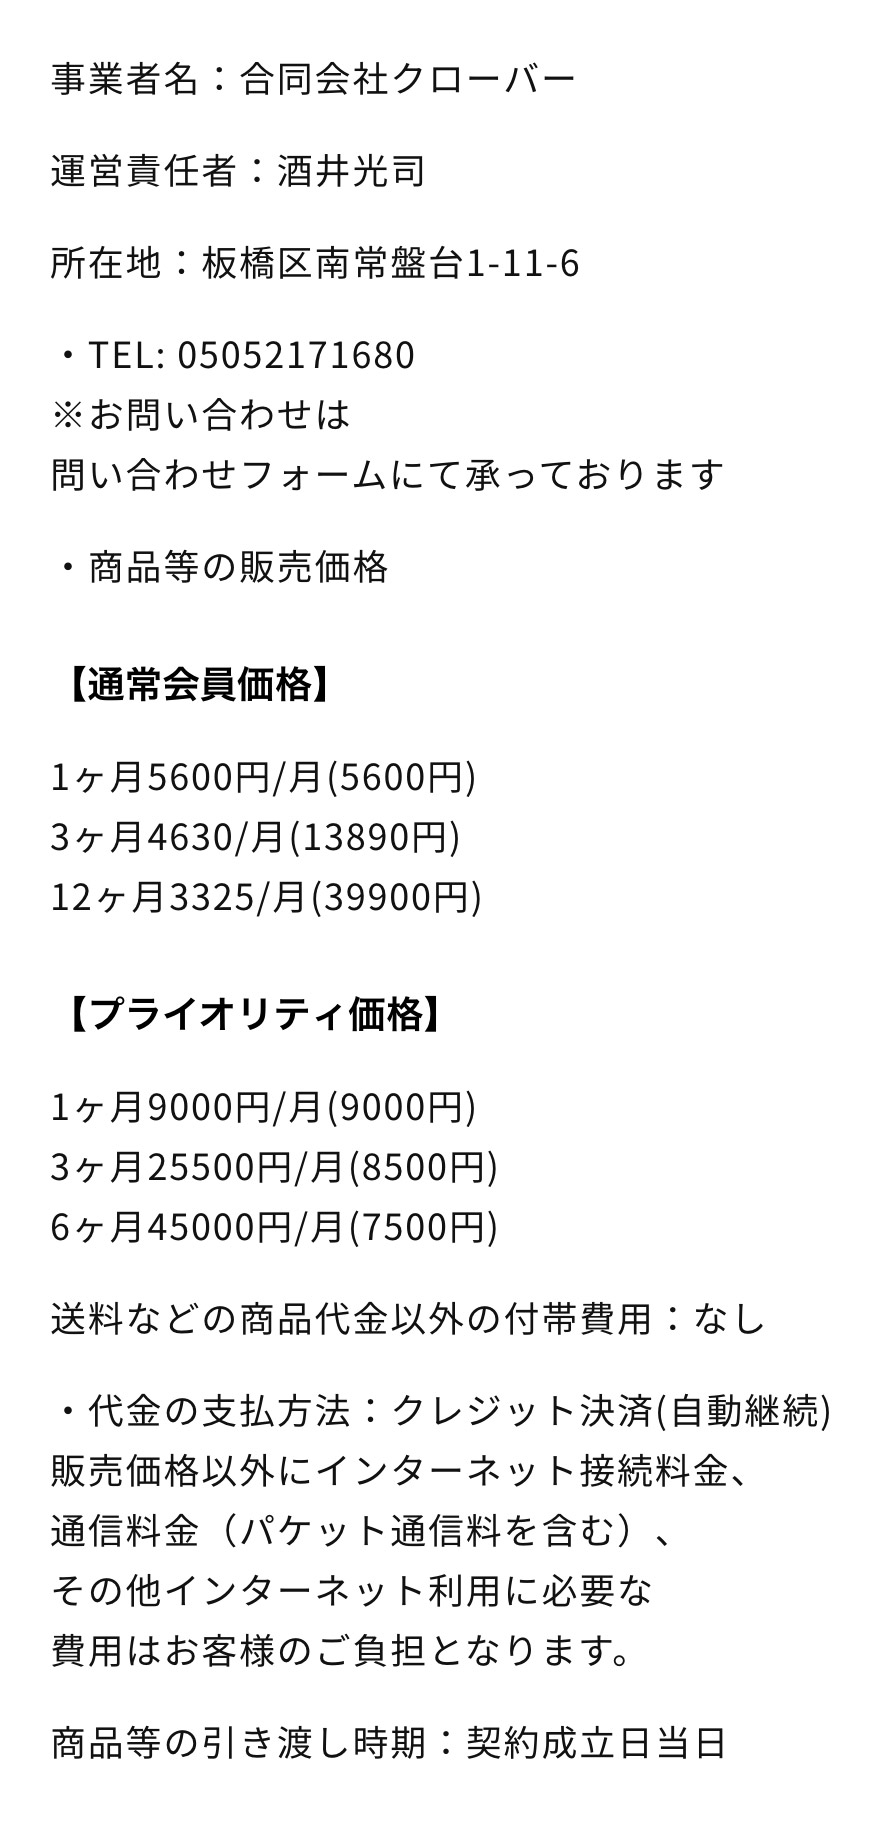 事業者名：合同会社クローバー
運営責任者：酒井光司
所在地：板橋区南常盤台1-11-6
・TEL: 05052171680
※お問い合わせは
問い合わせフォームにて承っております
・商品等の販売価格
【通常会員価格】
1ヶ月5600円/月(5600円)
3ヶ月4630/月(13890円)
12ヶ月3325/月(39900円)
【プライオリティ価格】
1ヶ月9000円/月(9000円)
3ヶ月25500円/月(8500円)
6ヶ月45000円/月(7500円)
送料などの商品代金以外の付帯費用：なし
・代金の支払方法：クレジット決済(自動継続)
販売価格以外にインターネット接続料金、
通信料金（パケット通信料を含む）、
その他インターネット利用に必要な
費用はお客様のご負担となります。
商品等の引き渡し時期：契約成立日当日